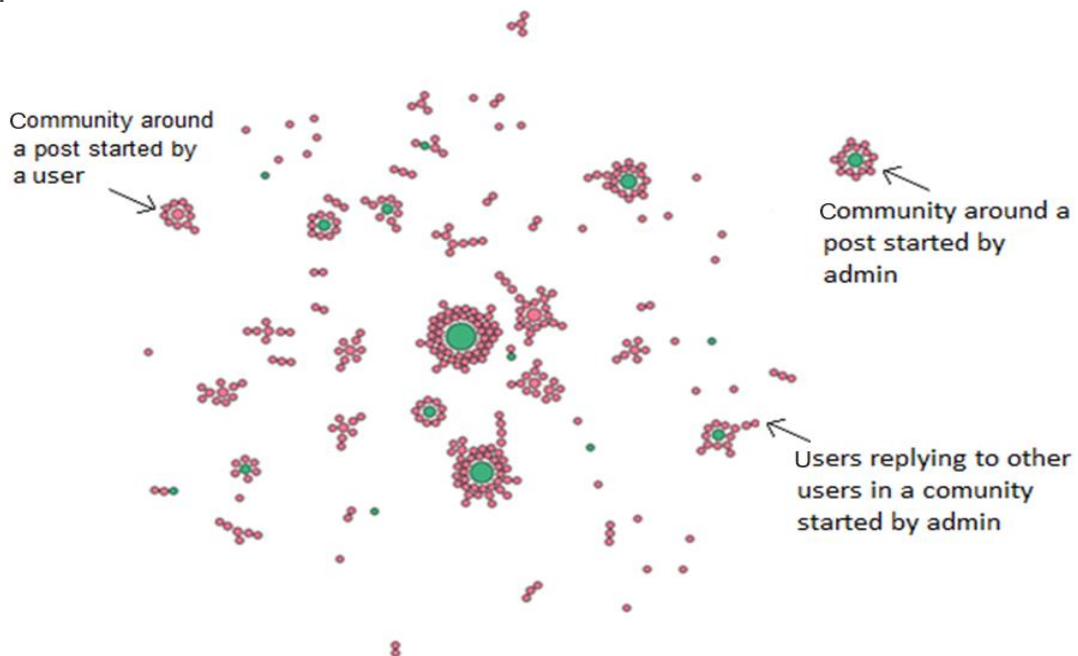 Community around
a post started by
a user
Community around a
post started by
admin
Users replying to other
users in a comunity
started by admin